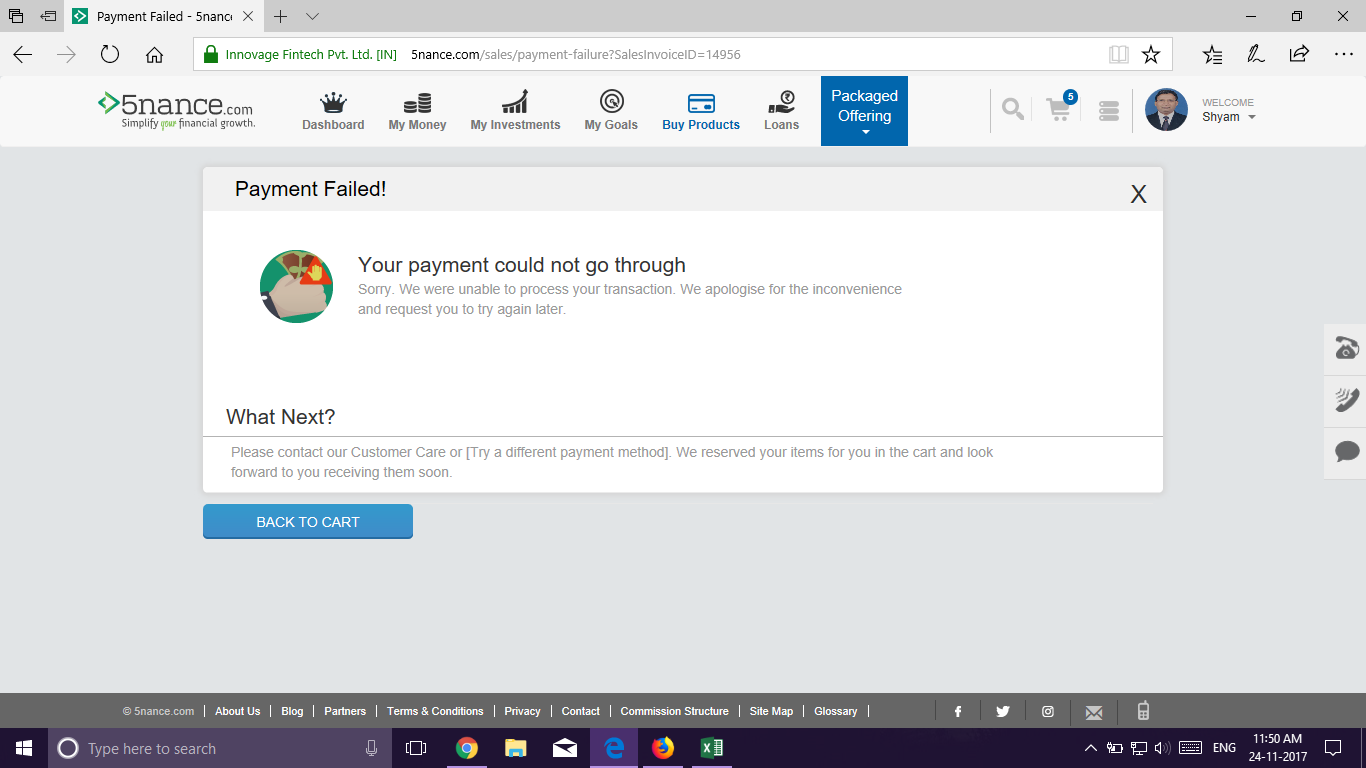 Payment Failed - 5nanc
Innovage Fintech Pvt. Ltd. [IN] 5nance.com/sales/payment-failure?SalesInvoiceID=14956
5nance.com
Simplify your financial growth.
Dashboard
My Money
My Investments
My Goals
Buy Products
Loans
Packaged
Offering
5
WELCOME
Shyam
Payment Failed!
X
Your payment could not go through
Sorry. We were unable to process your transaction. We apologise for the inconvenience
and request you to try again later.
What Next?
Please contact our Customer Care or [Try a different payment method]. We reserved your items for you in the cart and look
forward to you receiving them soon.
BACK TO CART
© 5nance.com | About Us | Blog | Partners | Terms & Conditions | Privacy | Contact | Commission Structure | Site Map | Glossary |
Type here to search
ENG
11:50 AM
24-11-2017